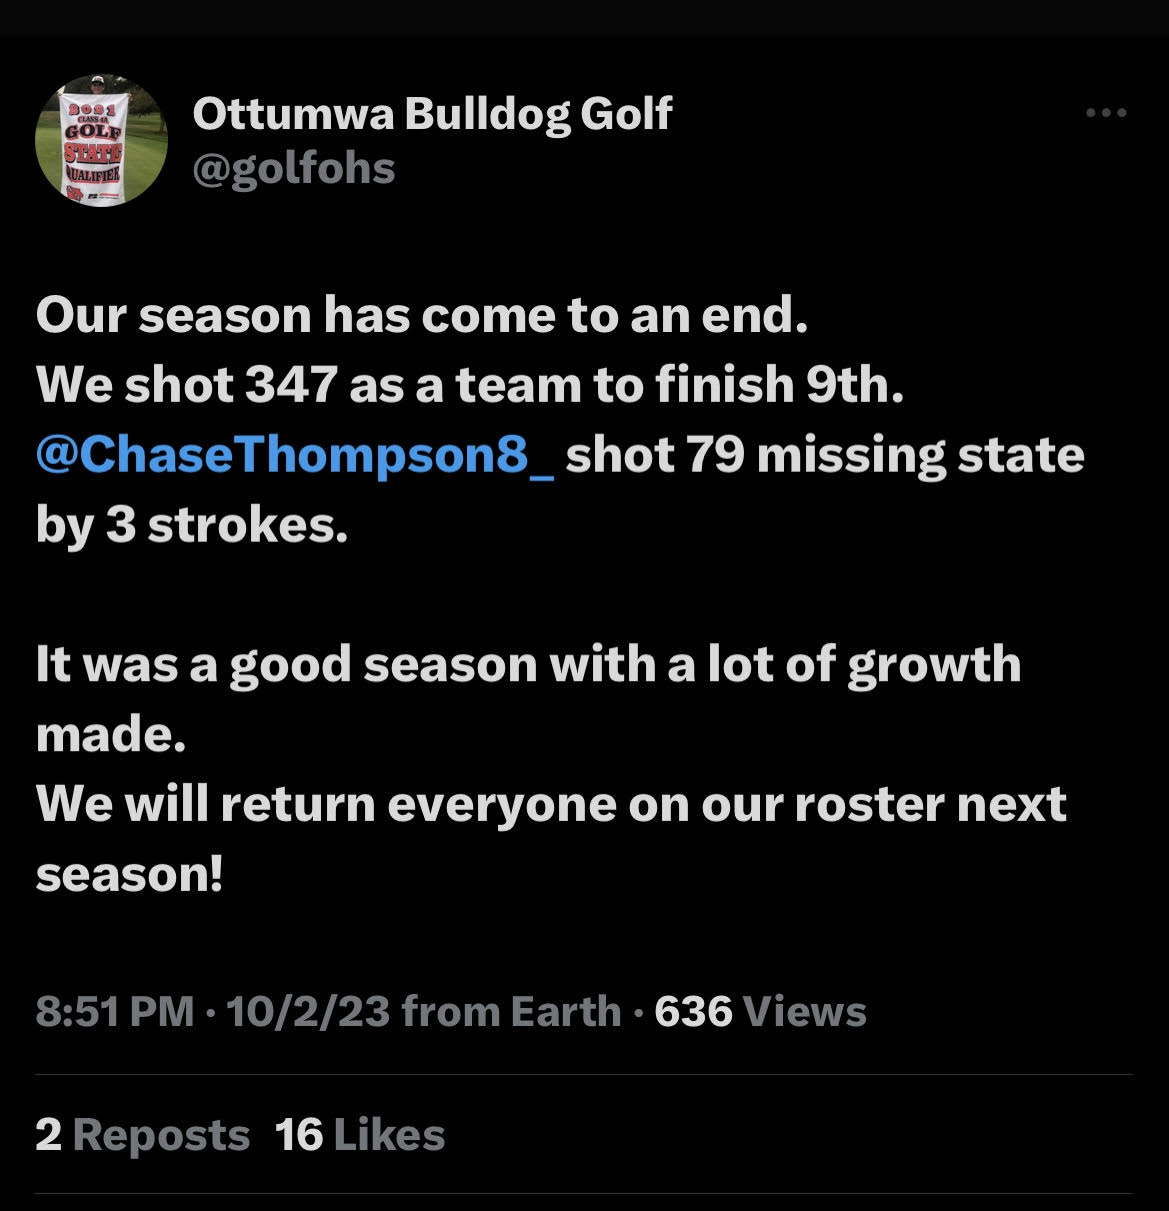 2021
CLASS 4A
GOLF
STATE
QUALIFIER
Ottumwa Bulldog Golf
@golfohs
Our season has come to an end.
We shot 347 as a team to finish 9th.
@ChaseThompson8_ shot 79 missing state
by 3 strokes.
It was a good season with a lot of growth
made.
We will return everyone on our roster next
season!
8:51 PM · 10/2/23 from Earth · 636 Views
2 Reposts 16 Likes